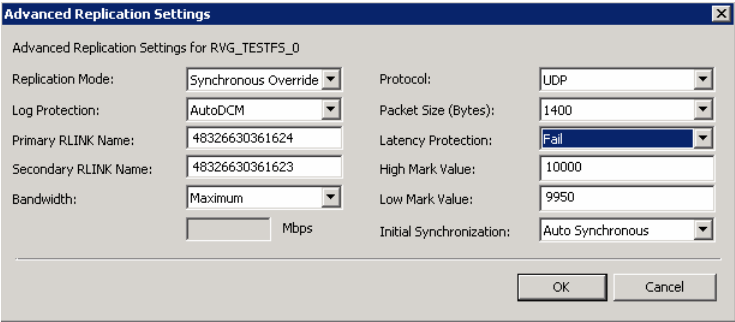 Advanced Replication Settings
Advanced Replication Settings for RVG_TESTFS_0
Replication Mode: Synchronous Override
Log Protection: AutoDCM
Primary RLINK Name: 48326630361624
Secondary RLINK Name: 48326630361623
Bandwidth: Maximum
Mbps
Protocol: UDP
Packet Size (Bytes): 1400
Latency Protection: Fail
High Mark Value: 10000
Low Mark Value: 9950
Initial Synchronization: Auto Synchronous
OK Cancel